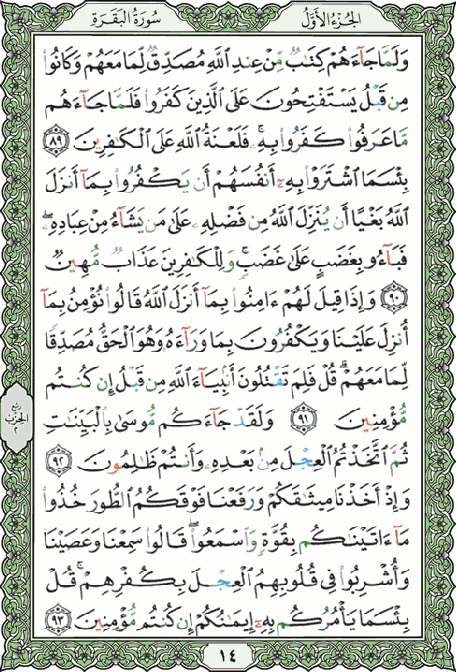 سُورَةُ الْبَقَرَةِ
الجُزءُ الأَوَّلُ
وَلَمَّا جَآءَهُمْ كِتَٰبٌ مِّنْ عِندِ ٱللَّهِ مُصَدِّقٌ لِّمَا مَعَهُمْ وَكَانُوا۟
مِن قَبْلُ يَسْتَفْتِحُونَ عَلَى ٱلَّذِينَ كَفَرُوا۟ فَلَمَّا جَآءَهُم
مَّا عَرَفُوا۟ كَفَرُوا۟ بِهِۦ ۚ فَلَعْنَةُ ٱللَّهِ عَلَى ٱلْكَٰفِرِينَ ٨٩
بِئْسَمَا ٱشْتَرَوْا۟ بِهِۦٓ أَنفُسَهُمْ أَن يَكْفُرُوا۟ بِمَآ أَنزَلَ
ٱللَّهُ بَغْيًا أَن يُنَزِّلَ ٱللَّهُ مِن فَضْلِهِۦ عَلَىٰ مَن يَشَآءُ مِنْ عِبَادِهِۦ ۖ
فَبَآءُو بِغَضَبٍ عَلَىٰ غَضَبٍ ۚ وَلِلْكَٰفِرِينَ عَذَابٌ مُّهِينٌ
٩٠ وَإِذَا قِيلَ لَهُمْ ءَامِنُوا۟ بِمَآ أَنزَلَ ٱللَّهُ قَالُوا۟ نُؤْمِنُ بِمَآ
أُنزِلَ عَلَيْنَا وَيَكْفُرُونَ بِمَا وَرَآءَهُۥ وَهُوَ ٱلْحَقُّ مُصَدِّقًا
لِّمَا مَعَهُمْ ۗ قُلْ فَلِمَ تَقْتُلُونَ أَنۢبِيَآءَ ٱللَّهِ مِن قَبْلُ إِن كُنتُم
مُّؤْمِنِينَ ٩١ وَلَقَدْ جَآءَكُم مُّوسَىٰ بِٱلْبَيِّنَٰتِ
ثُمَّ ٱتَّخَذْتُمُ ٱلْعِجْلَ مِنۢ بَعْدِهِۦ وَأَنتُمْ ظَٰلِمُونَ ٩٢
وَإِذْ أَخَذْنَا مِيثَٰقَكُمْ وَرَفَعْنَا فَوْقَكُمُ ٱلطُّورَ خُذُوا۟
مَآ ءَاتَيْنَٰكُم بِقُوَّةٍ وَٱسْمَعُوا۟ ۖ قَالُوا۟ سَمِعْنَا وَعَصَيْنَا
وَأُشْرِبُوا۟ فِى قُلُوبِهِمُ ٱلْعِجْلَ بِكُفْرِهِمْ ۚ قُلْ
بِئْسَمَا يَأْمُرُكُم بِهِۦٓ إِيمَٰنُكُمْ إِن كُنتُم مُّؤْمِنِينَ ٩٣
ربع
الحزب
١٤